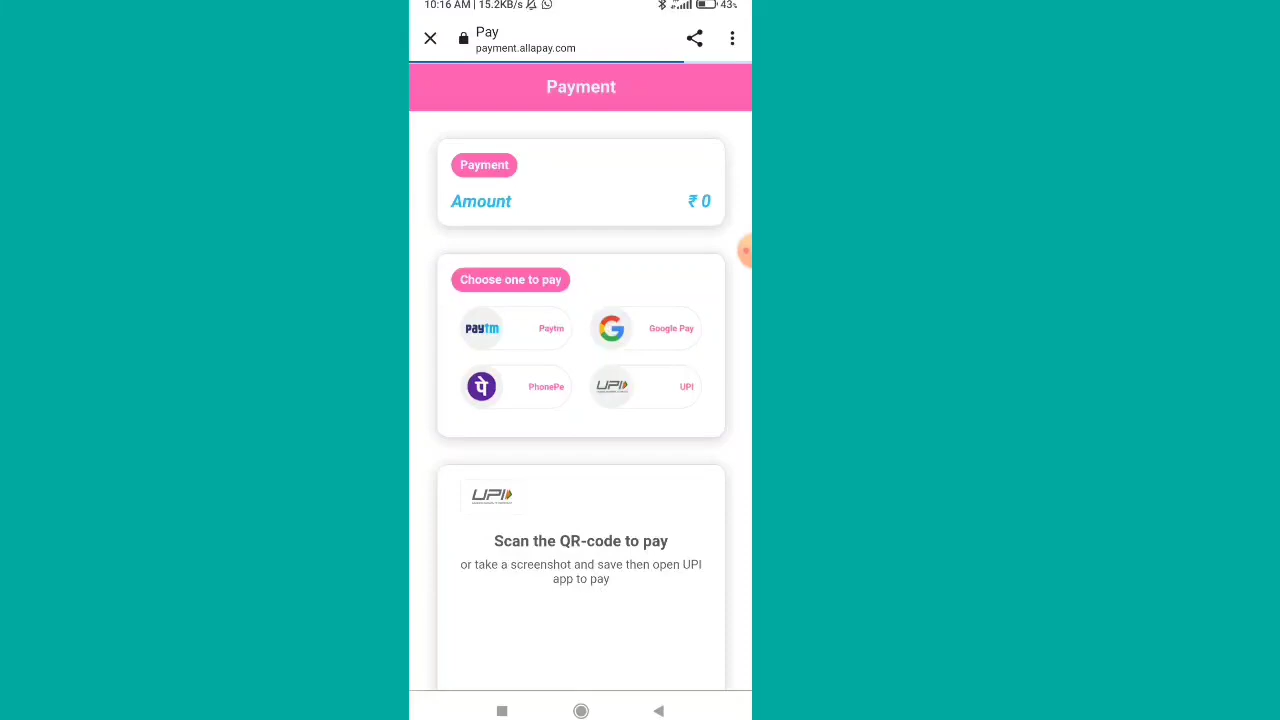 10:16 AM | 15.2KB/s
43%
Pay
payment.allapay.com
Payment
Payment
Amount ₹ 0
Choose one to pay
paytm Paytm
G Google Pay
पे PhonePe
UPI UPI
UPI
Scan the QR-code to pay
or take a screenshot and save then open UPI
app to pay